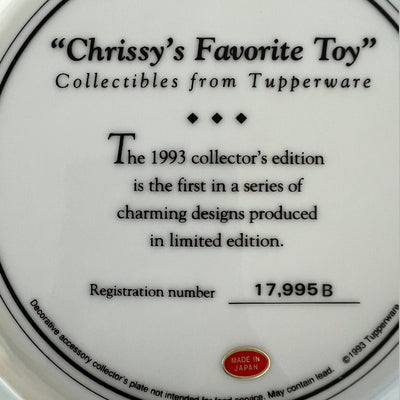 “Chrissy’s Favorite Toy”
Collectibles from Tupperware
The 1993 collector’s edition
is the first in a series of
charming designs produced
in limited edition.
Registration number 17,995B
MADE IN
JAPAN
Decorative accessory collector’s plate not intended for food service. May contain lead. ©1993 Tupperware